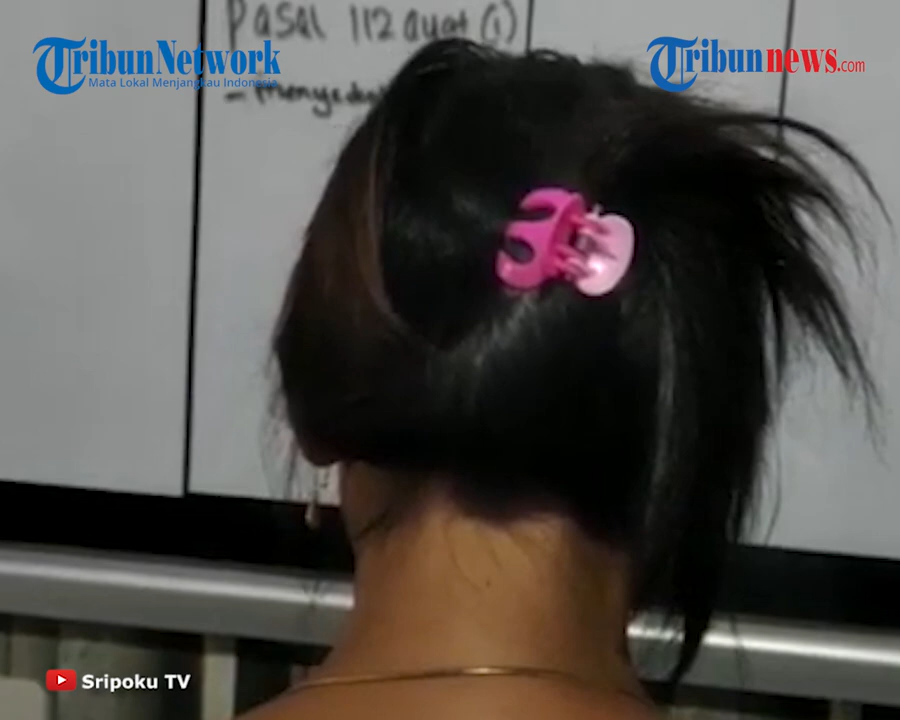 Pasal 112 ayat (1)
TribunNetwork
Mata Lokal Menjangkau Indonesia
Tribunnews.com
Sripoku TV